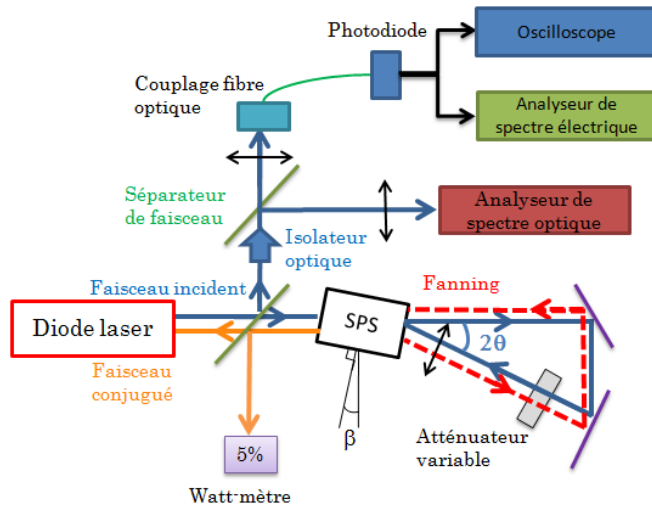 Photodiode
Oscilloscope
Couplage fibre
optique
Analyseur de
spectre électrique
Séparateur
de faisceau
Analyseur de
spectre optique
Isolateur
optique
Faisceau incident
Fanning
Diode laser
SPS
2θ
Faisceau
conjugué
β
Atténuateur
variable
5%
Watt-mètre